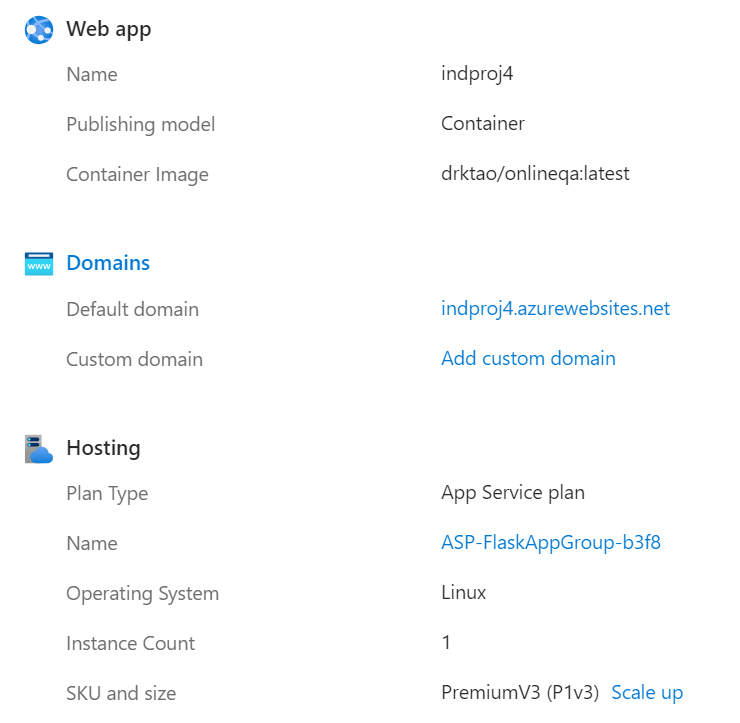 Web app
Name indproj4
Publishing model Container
Container Image drktao/onlineqa:latest
www Domains
Default domain indproj4.azurewebsites.net
Custom domain Add custom domain
Hosting
Plan Type App Service plan
Name ASP-FlaskAppGroup-b3f8
Operating System Linux
Instance Count 1
SKU and size PremiumV3 (P1v3) Scale up